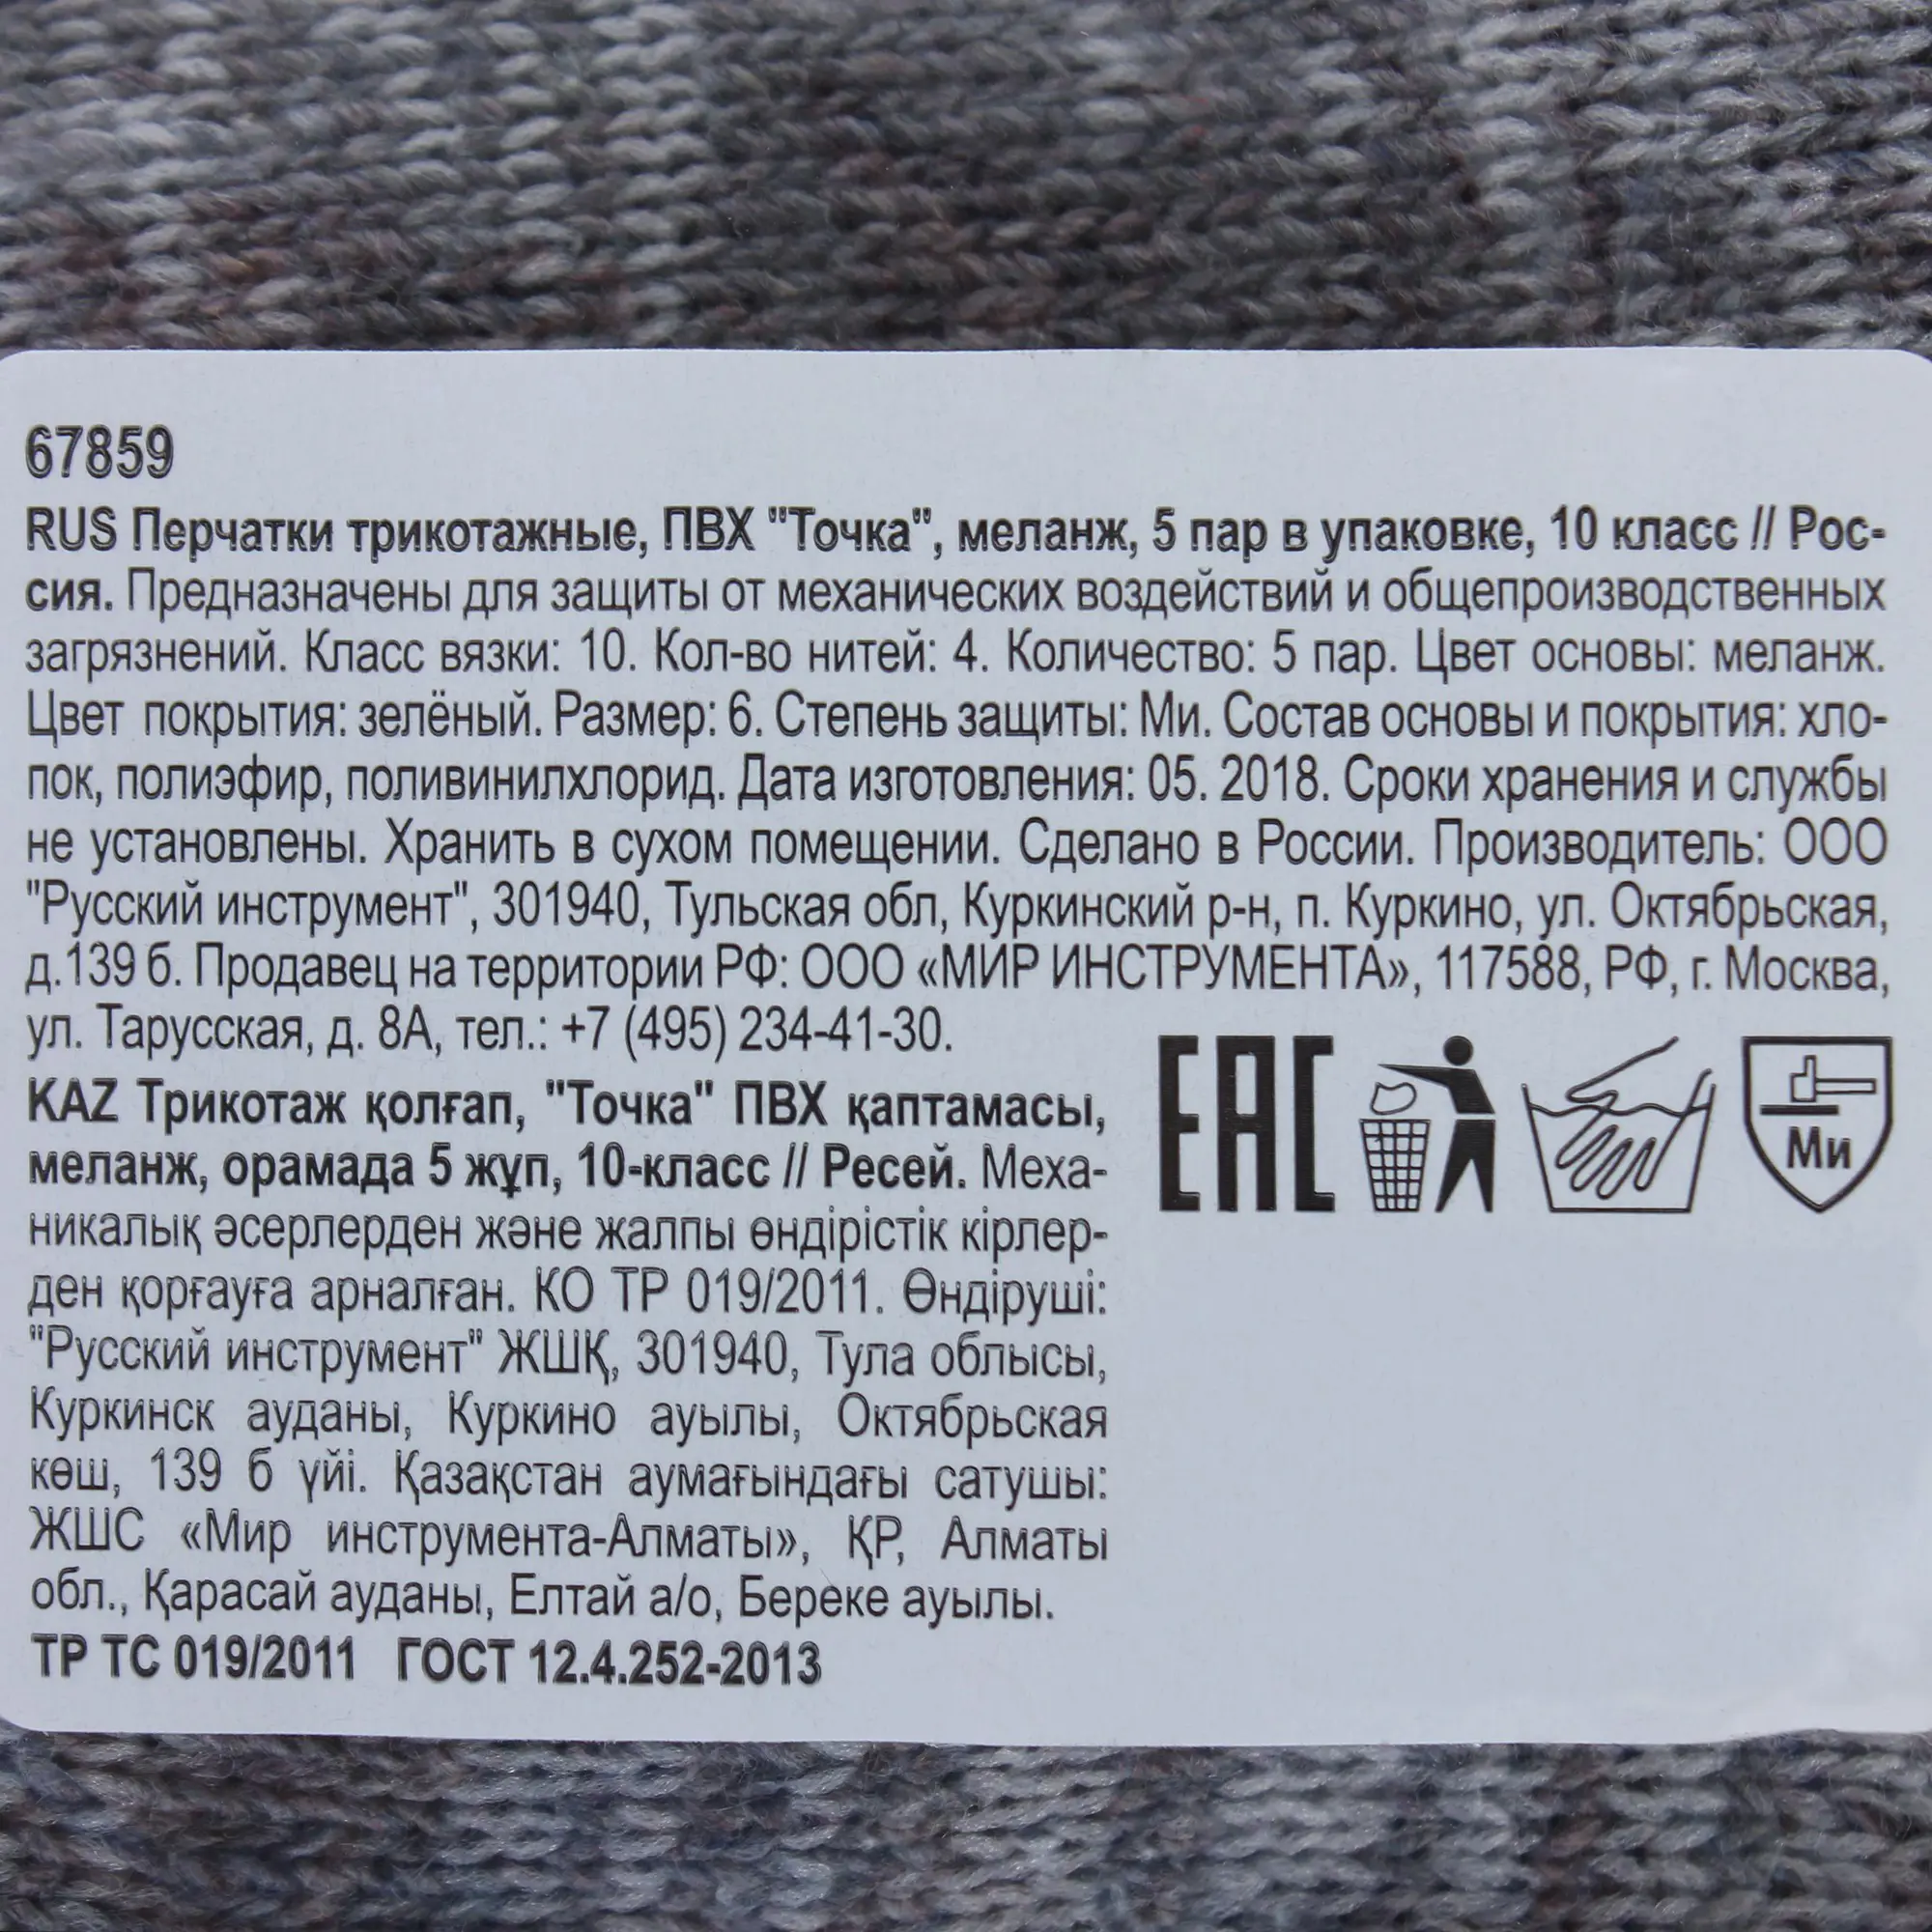 67859
RUS Перчатки трикотажные, ПВХ "Точка", меланж, 5 пар в упаковке, 10 класс // Рос-
сия. Предназначены для защиты от механических воздействий и общепроизводственных
загрязнений. Класс вязки: 10. Кол-во нитей: 4. Количество: 5 пар. Цвет основы: меланж.
Цвет покрытия: зелёный. Размер: 6. Степень защиты: Ми. Состав основы и покрытия: хло-
пок, полиэфир, поливинилхлорид. Дата изготовления: 05. 2018. Сроки хранения и службы
не установлены. Хранить в сухом помещении. Сделано в России. Производитель: ООО
"Русский инструмент", 301940, Тульская обл, Куркинский р-н, п. Куркино, ул. Октябрьская,
д.139 б. Продавец на территории РФ: ООО «МИР ИНСТРУМЕНТА», 117588, РФ, г. Москва,
ул. Тарусская, д. 8А, тел.: +7 (495) 234-41-30.
EAC
Ми
KAZ Трикотаж қолғап, "Точка" ПВХ қаптамасы,
меланж, орамада 5 жұп, 10-класс // Ресей. Меха-
никалық әсерлерден және жалпы өндірістік кірлер-
ден қорғауға арналған. КО ТР 019/2011. Өндіруші:
"Русский инструмент" ЖШҚ, 301940, Тула облысы,
Куркинск ауданы, Куркино ауылы, Октябрьская
көш, 139 б үйі. Қазақстан аумағындағы сатушы:
ЖШС «Мир инструмента-Алматы», ҚР, Алматы
обл., Қарасай ауданы, Елтай а/о, Береке ауылы.
ТР ТС 019/2011 ГОСТ 12.4.252-2013